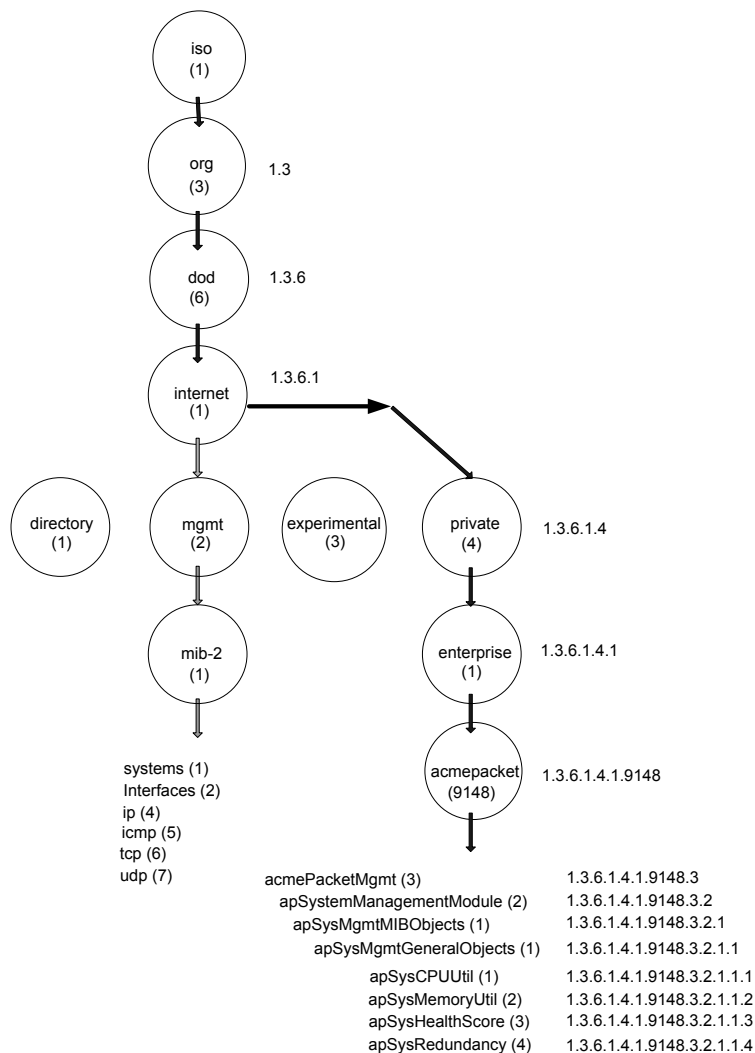 iso
(1)
org
(3)
1.3
dod
(6)
1.3.6
internet
(1)
1.3.6.1
directory
(1)
mgmt
(2)
experimental
(3)
private
(4)
1.3.6.1.4
mib-2
(1)
enterprise
(1)
1.3.6.1.4.1
systems (1)
Interfaces (2)
ip (4)
icmp (5)
tcp (6)
udp (7)
acmepacket
(9148)
1.3.6.1.4.1.9148
acmePacketMgmt (3) 1.3.6.1.4.1.9148.3
apSystemManagementModule (2) 1.3.6.1.4.1.9148.3.2
apSysMgmtMIBObjects (1) 1.3.6.1.4.1.9148.3.2.1
apSysMgmtGeneralObjects (1) 1.3.6.1.4.1.9148.3.2.1.1
apSysCPUUtil (1) 1.3.6.1.4.1.9148.3.2.1.1.1
apSysMemoryUtil (2) 1.3.6.1.4.1.9148.3.2.1.1.2
apSysHealthScore (3) 1.3.6.1.4.1.9148.3.2.1.1.3
apSysRedundancy (4) 1.3.6.1.4.1.9148.3.2.1.1.4